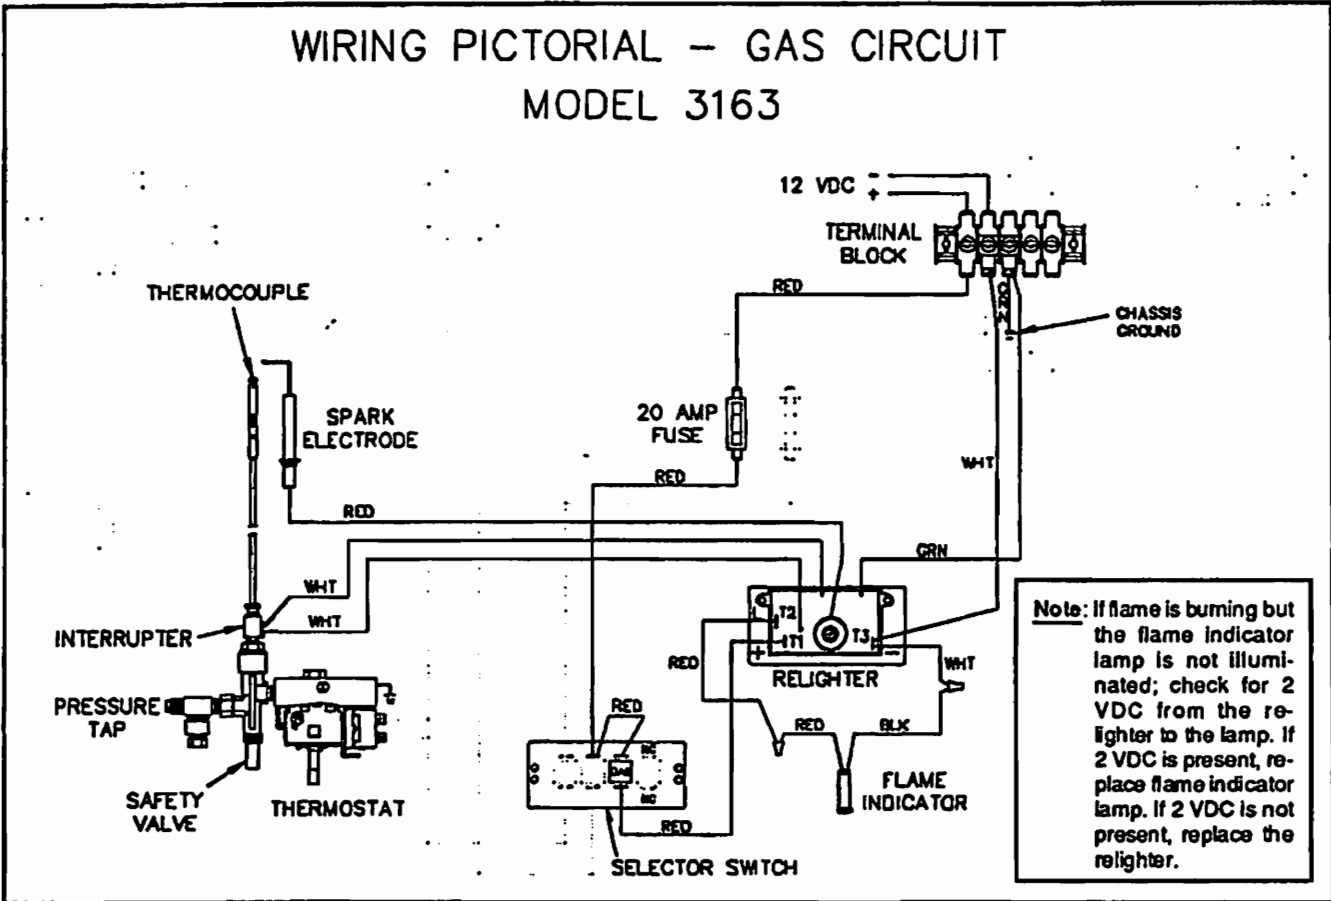 WIRING PICTORIAL – GAS CIRCUIT
MODEL 3163
12 VDC
-
+
TERMINAL
BLOCK
RED
GRN
CHASSIS
GROUND
THERMOCOUPLE
SPARK
ELECTRODE
20 AMP
FUSE
WHT
RED
RED
GRN
WHT
WHT
INTERRUPTER
T2
T1
T3
+
–
RED
WHT
RELIGHTER
PRESSURE
TAP
RED
RED
BLK
SAFETY
VALVE
THERMOSTAT
GAS
FLAME
INDICATOR
RED
SELECTOR SWITCH
Note: If flame is burning but
the flame indicator
lamp is not illumi-
nated; check for 2
VDC from the re-
lighter to the lamp. If
2 VDC is present, re-
place flame indicator
lamp. If 2 VDC is not
present, replace the
relighter.